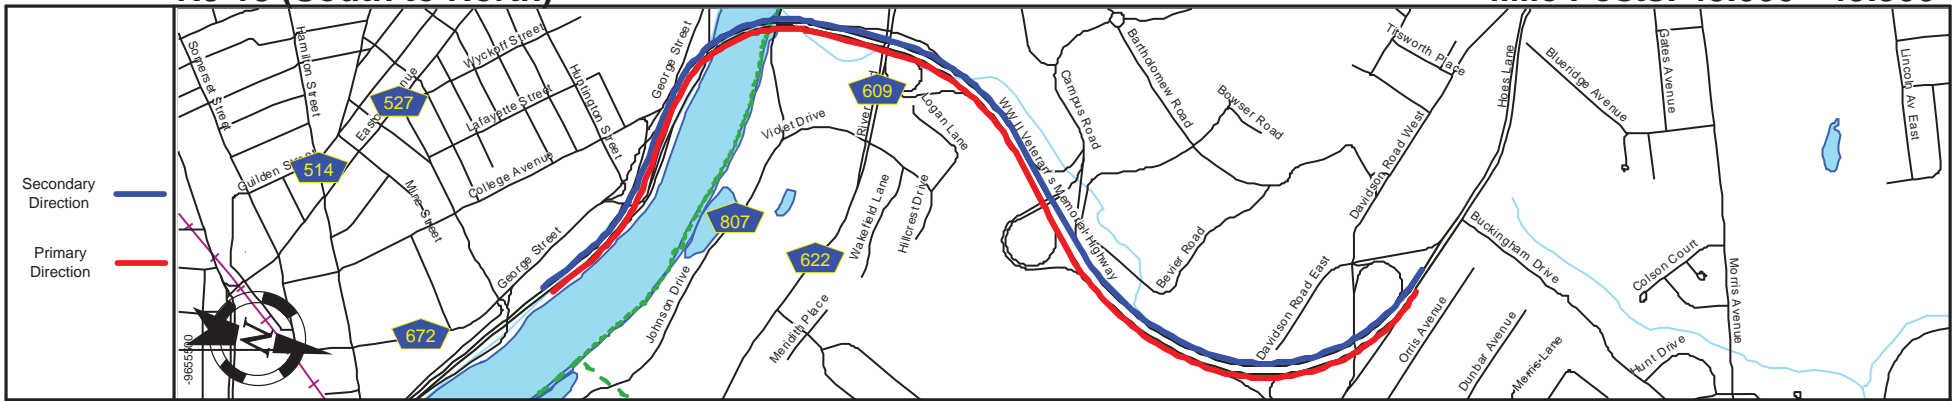 Secondary
Direction
Primary
Direction
Somerset Street
Hamilton Street
527
Wyckoff Street
Lafayette Street
Huntington Street
George Street
Guilden Street
514
Mine Street
College Avenue
George Street
672
-9655500
N
Violet Drive
609
Logan Lane
807
622
Wakefield Lane
Hillcrest Drive
Johnson Drive
Meridith Place
WW II Veteran's Memorial Highway
Campus Road
Bartholomew Road
Bowser Road
Bevier Road
Titsworth Place
Davidson Road West
Davidson Road East
Hoes Lane
Blueridge Avenue
Gates Avenue
Lincoln Av East
Buckingham Drive
Colson Court
Morris Avenue
Orris Avenue
Dunbar Avenue
Morris Lane
Hunt Drive